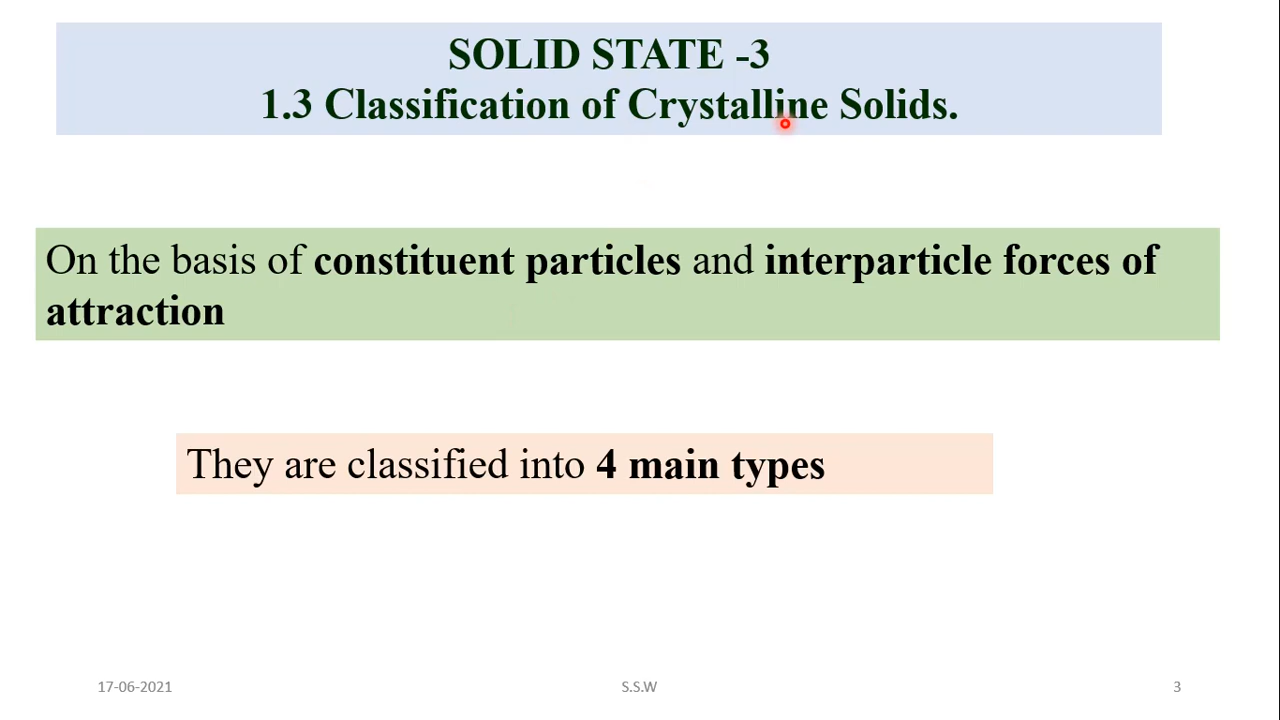 SOLID STATE -3
1.3 Classification of Crystalline Solids.
On the basis of constituent particles and interparticle forces of
attraction
They are classified into 4 main types
17-06-2021
S.S.W
3